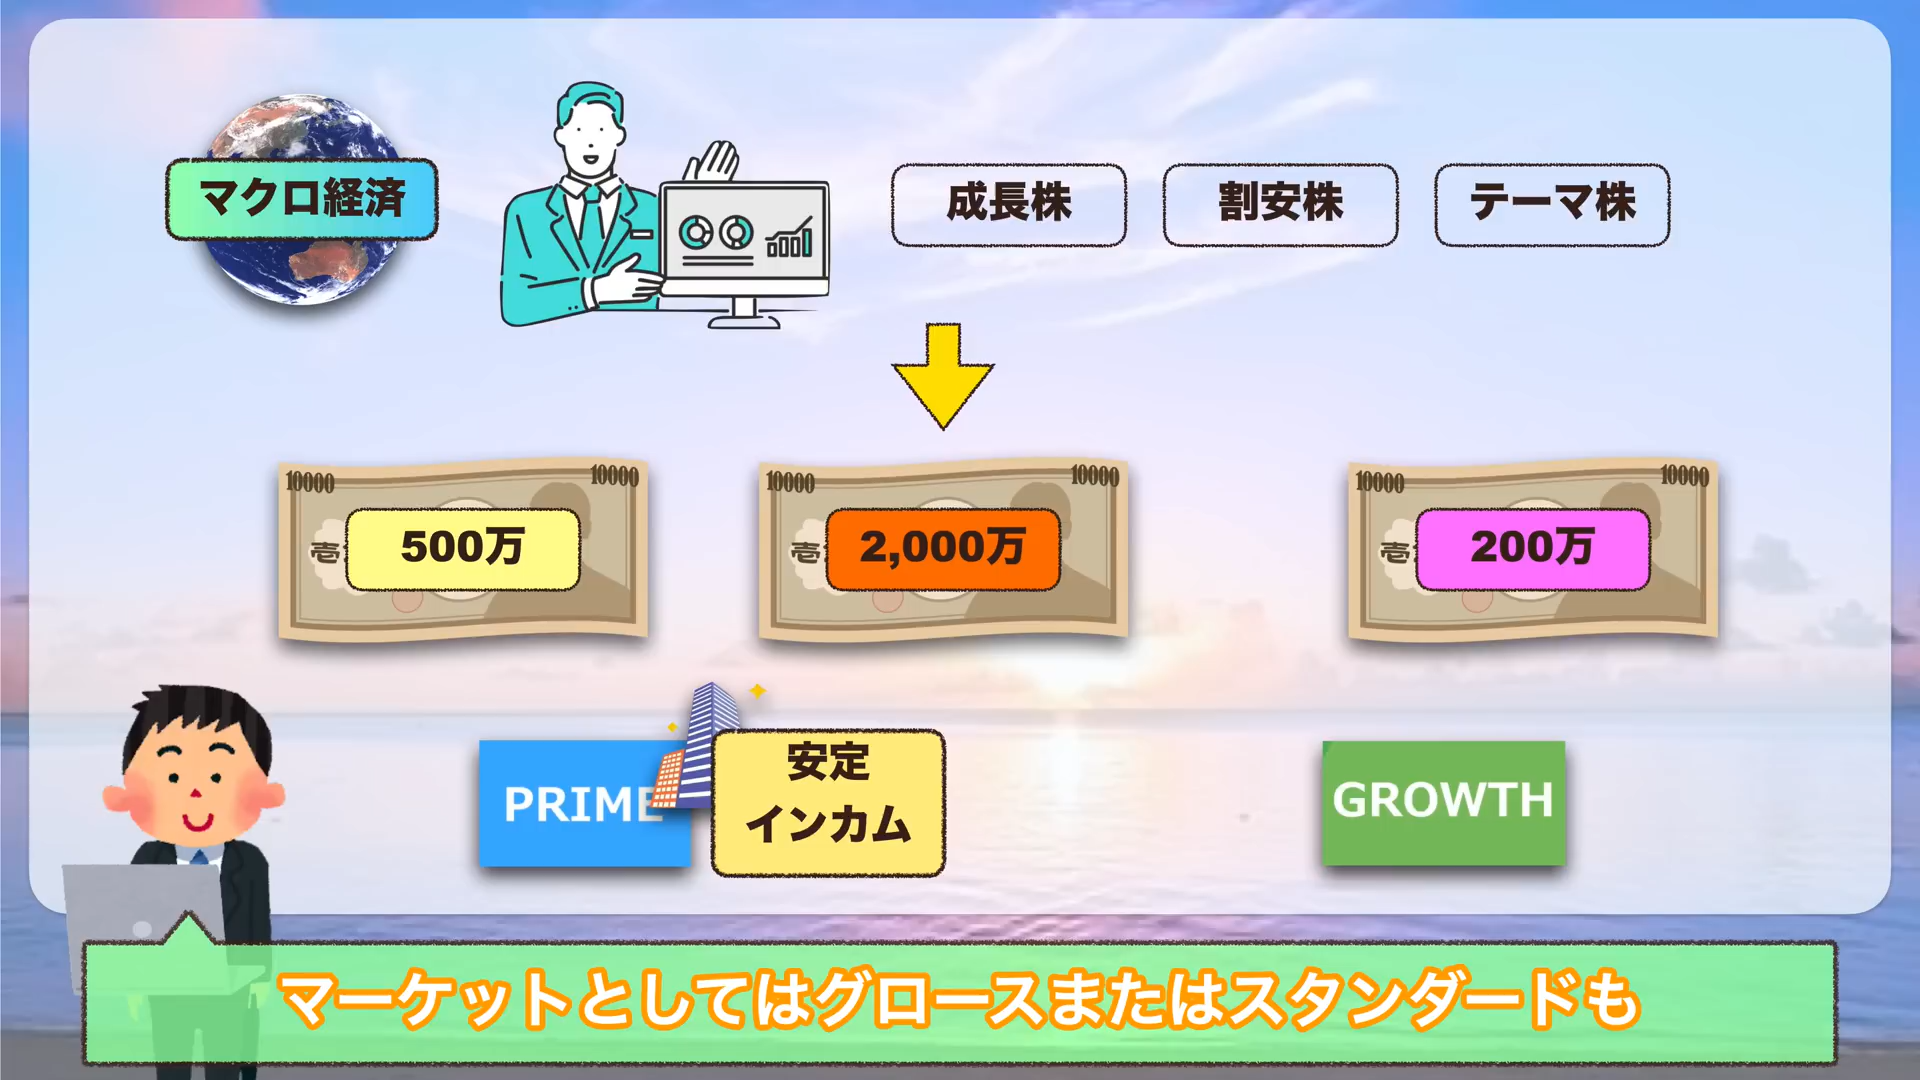 マクロ経済
成長株
割安株
テーマ株
10000
10000
壱
500万
10000
10000
壱
2,000万
10000
10000
壱
200万
PRIME
安定
インカム
GROWTH
マーケットとしてはグロースまたはスタンダードも